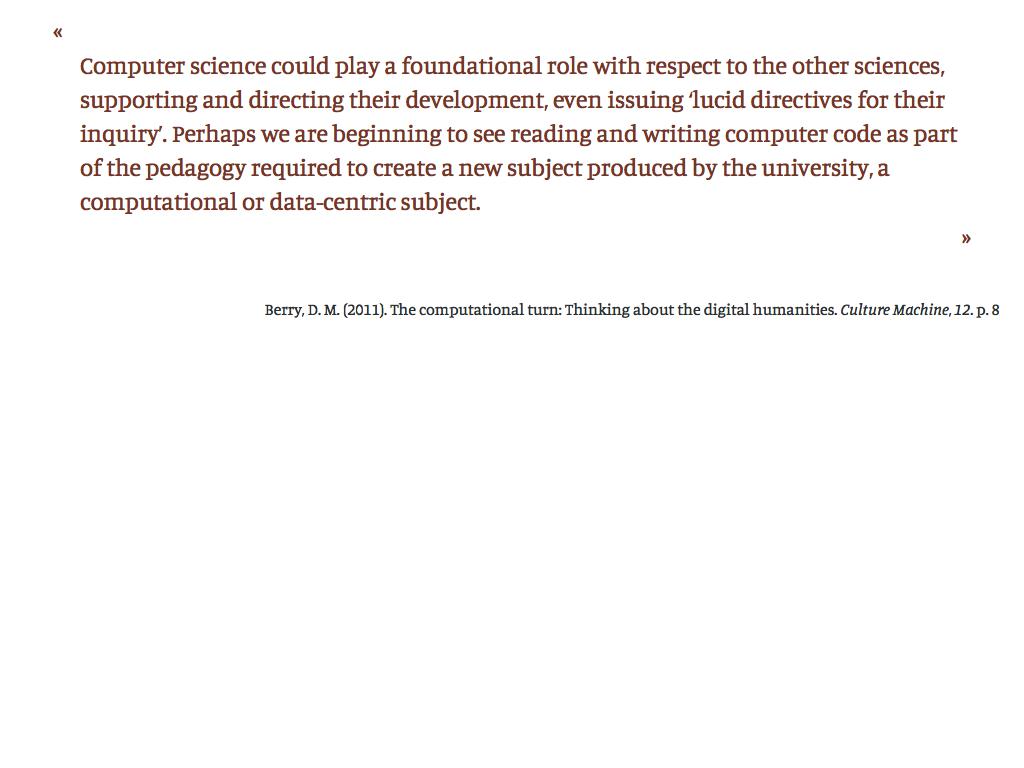 «
Computer science could play a foundational role with respect to the other sciences,
supporting and directing their development, even issuing ‘lucid directives for their
inquiry’. Perhaps we are beginning to see reading and writing computer code as part
of the pedagogy required to create a new subject produced by the university, a
computational or data-centric subject.
»
Berry, D. M. (2011). The computational turn: Thinking about the digital humanities. Culture Machine, 12. p. 8